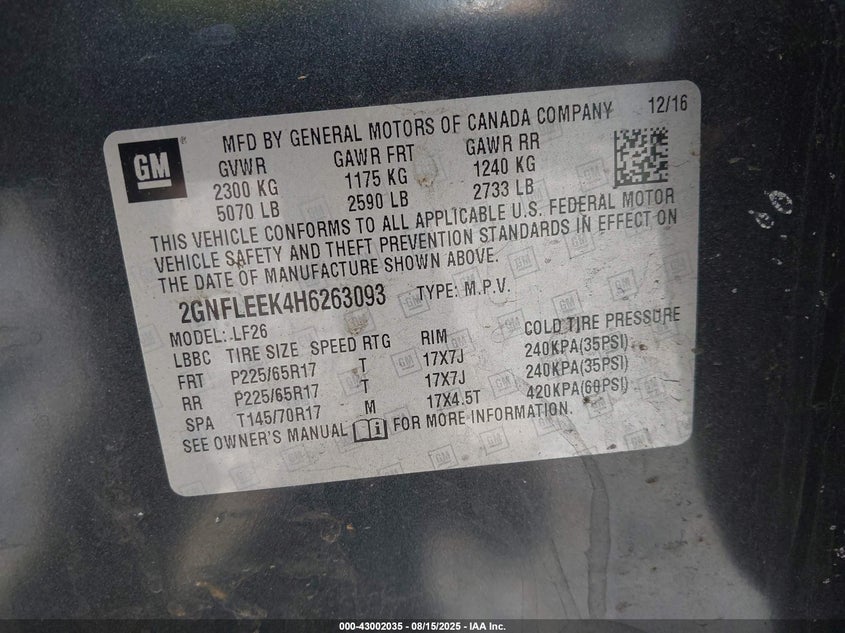 MFD BY GENERAL MOTORS OF CANADA COMPANY 12/16
GM
GVWR GAWR FRT GAWR RR
2300 KG 1175 KG 1240 KG
5070 LB 2590 LB 2733 LB
THIS VEHICLE CONFORMS TO ALL APPLICABLE U.S. FEDERAL MOTOR
VEHICLE SAFETY AND THEFT PREVENTION STANDARDS IN EFFECT ON
THE DATE OF MANUFACTURE SHOWN ABOVE.
2GNFLEEK4H6263093 TYPE: M.P.V.
MODEL: LF26
LBBC TIRE SIZE SPEED RTG RIM COLD TIRE PRESSURE
FRT P225/65R17 T 17X7J 240KPA(35PSI)
RR P225/65R17 T 17X7J 240KPA(35PSI)
SPA T145/70R17 M 17X4.5T 420KPA(60PSI)
SEE OWNER'S MANUAL FOR MORE INFORMATION.
000-43002035 - 08/15/2025 - IAA Inc.